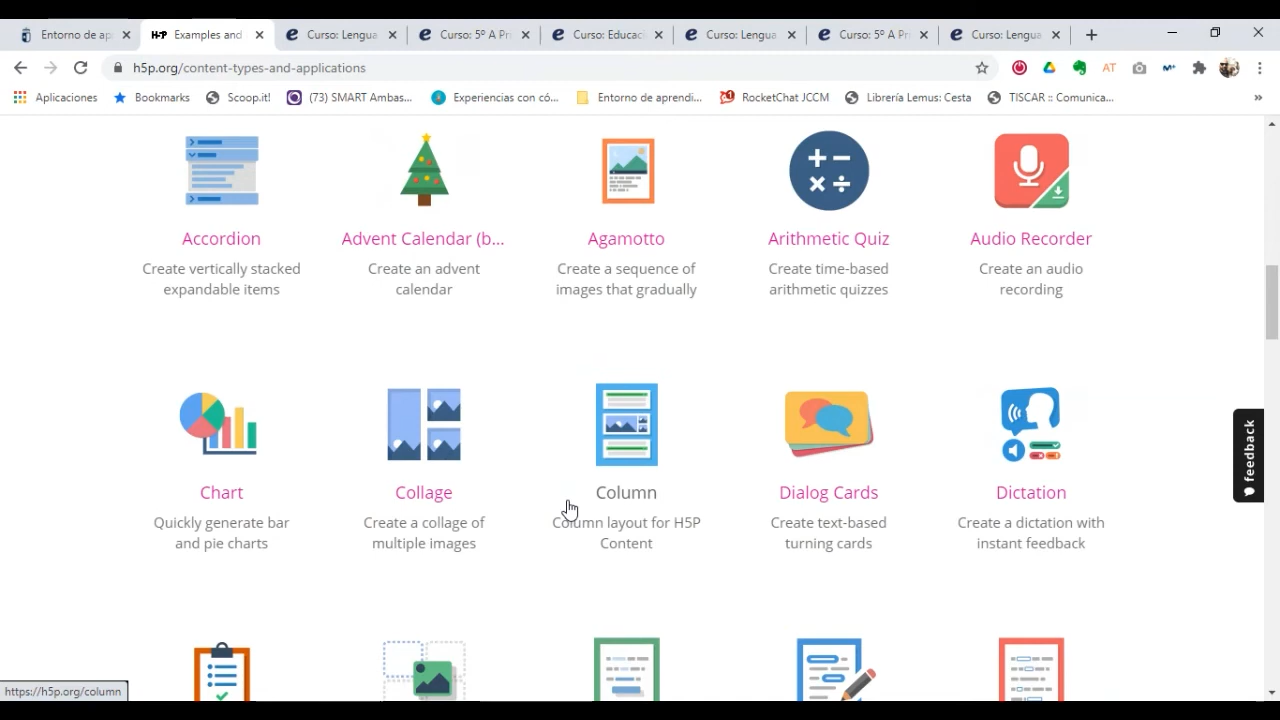 Entorno de ap
H-P Examples and
Curso: Lengua
Curso: 5º A Pri
Curso: Educac
Curso: Lengua
Curso: 5º A Pr
Curso: Lengua
h5p.org/content-types-and-applications
AT
Aplicaciones
Bookmarks
Scoop.it!
(73) SMART Ambas...
Experiencias con có...
Entorno de aprendi...
RocketChat JCCM
Librería Lemus: Cesta
TISCAR :: Comunica...
»
Accordion
Create vertically stacked
expandable items
Advent Calendar (b...
Create an advent
calendar
Agamotto
Create a sequence of
images that gradually
Arithmetic Quiz
Create time-based
arithmetic quizzes
Audio Recorder
Create an audio
recording
Chart
Quickly generate bar
and pie charts
Collage
Create a collage of
multiple images
Column
Column layout for H5P
Content
Dialog Cards
Create text-based
turning cards
Dictation
Create a dictation with
instant feedback
feedback
https://h5p.org/column